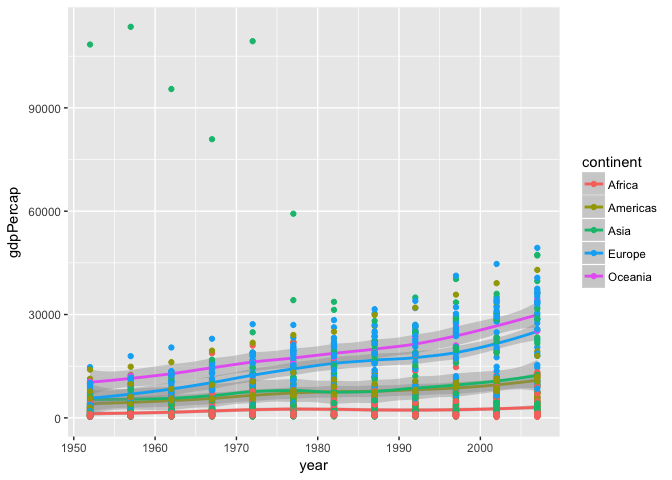 90000
60000
30000
0
gdpPercap
1950 1960 1970 1980 1990 2000
year
continent
Africa
Americas
Asia
Europe
Oceania